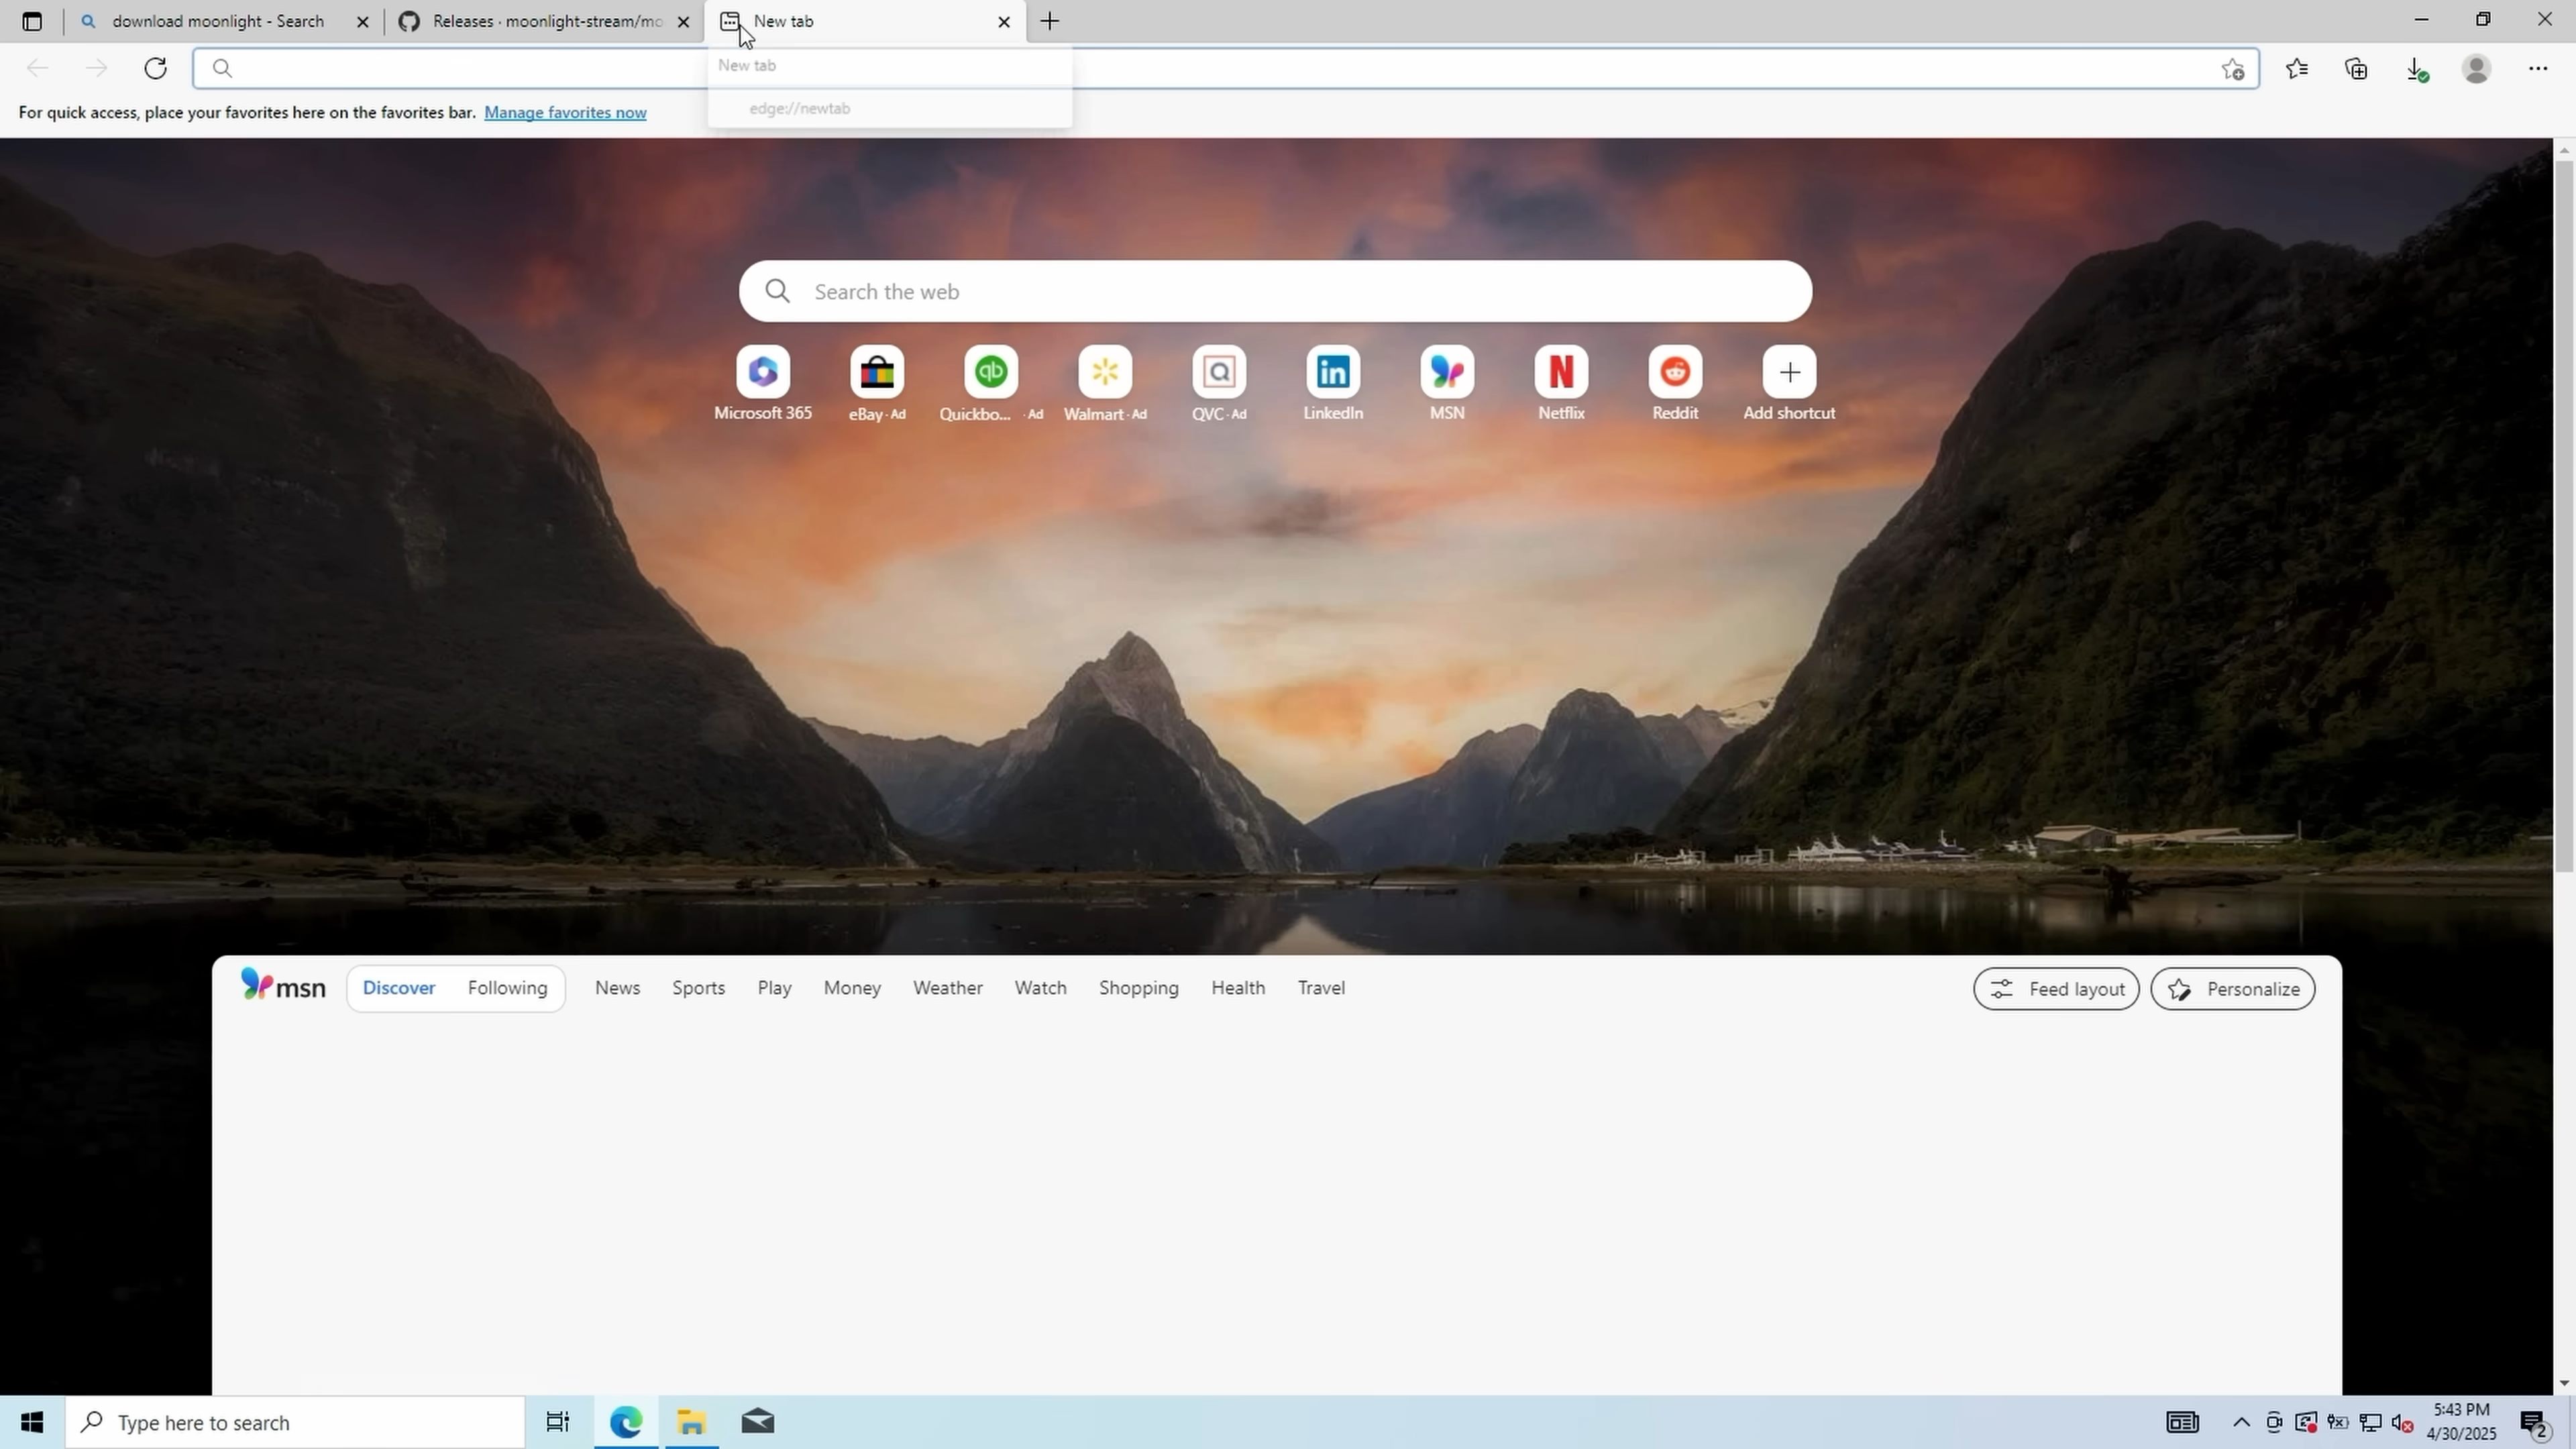 download moonlight - Search
Releases · moonlight-stream/mo
New tab
New tab
edge://newtab
For quick access, place your favorites here on the favorites bar. Manage favorites now
Search the web
Microsoft 365
eBay · Ad
Quickbo... · Ad
Walmart · Ad
QVC · Ad
LinkedIn
MSN
Netflix
Reddit
Add shortcut
msn Discover Following News Sports Play Money Weather Watch Shopping Health Travel Feed layout Personalize
Type here to search
5:43 PM
4/30/2025
2